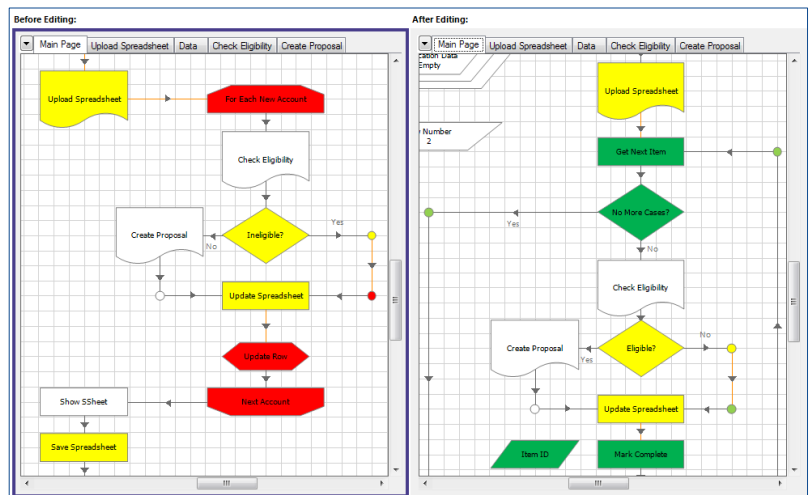 Before Editing:
Main Page Upload Spreadsheet Data Check Eligibility Create Proposal
Upload Spreadsheet
For Each New Account
Check Eligibility
Create Proposal
Ineligible?
Yes
No
Update Spreadsheet
Update Row
Show SSheet
Next Account
Save Spreadsheet
After Editing:
Main Page Upload Spreadsheet Data Check Eligibility Create Proposal
cation Data
Empty
Upload Spreadsheet
y Number
2
Get Next Item
No More Cases?
Yes
No
Check Eligibility
Create Proposal
Eligible?
No
Yes
Update Spreadsheet
Item ID
Mark Complete